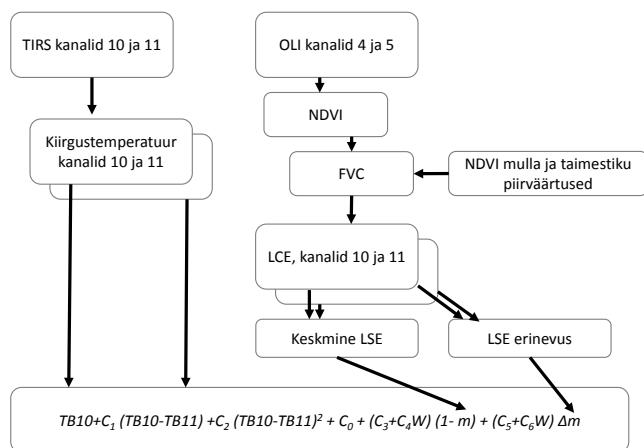 TIRS kanalid 10 ja 11
OLI kanalid 4 ja 5
NDVI
Kiirgustemperatuur
kanalid 10 ja 11
FVC
NDVI mulla ja taimestiku
piirväärtused
LCE, kanalid 10 ja 11
Keskmine LSE
LSE erinevus
TB10+C₁ (TB10-TB11) +C₂ (TB10-TB11)² + C₀ + (C₃+C₄W) (1- m) + (C₅+C₆W) Δm